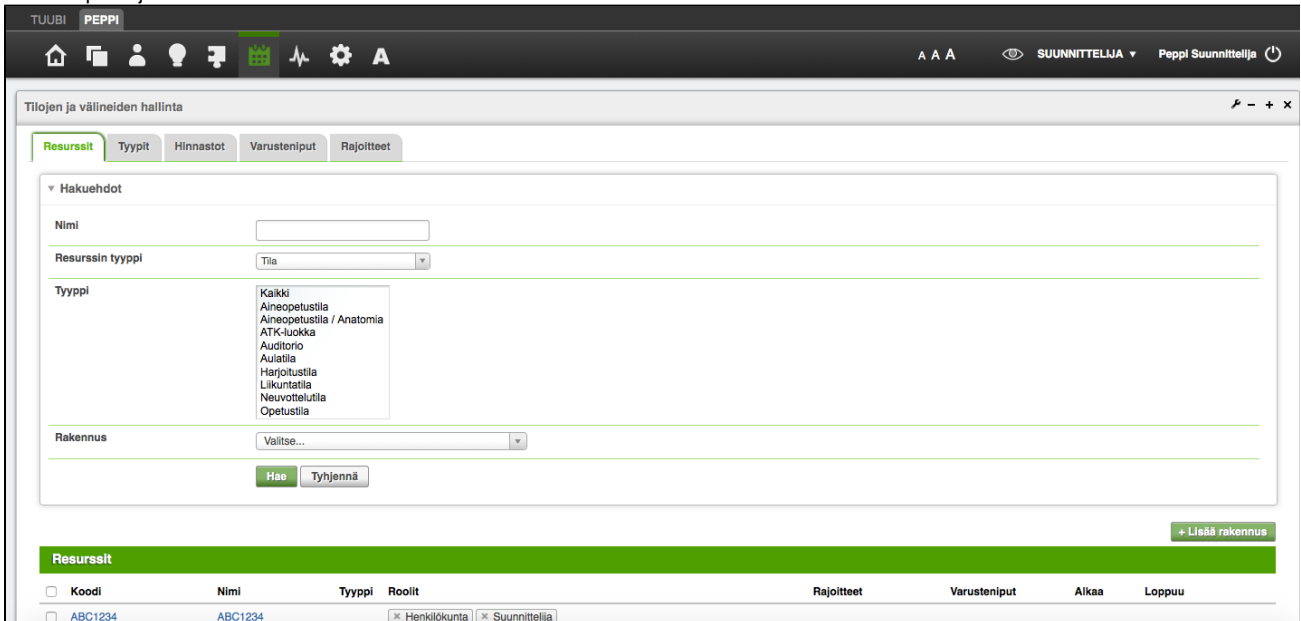 TUUBI PEPPI
A A A A SUUNNITTELIJA Peppi Suunnittelija
Tilojen ja välineiden hallinta
Resurssit Tyypit Hinnastot Varusteniput Rajoitteet
Hakuehdot
Nimi
Resurssin tyyppi Tila
Tyyppi
Kaikki
Aineopetustila
Aineopetustila / Anatomia
ATK-luokka
Auditorio
Aulatila
Harjoitustila
Liikuntatila
Neuvottelutila
Opetustila
Rakennus Valitse...
Hae Tyhjennä
+ Lisää rakennus
Resurssit
Koodi Nimi Tyyppi Roolit Rajoitteet Varusteniput Alkaa Loppuu
ABC1234 ABC1234 × Henkilökunta × Suunnittelija